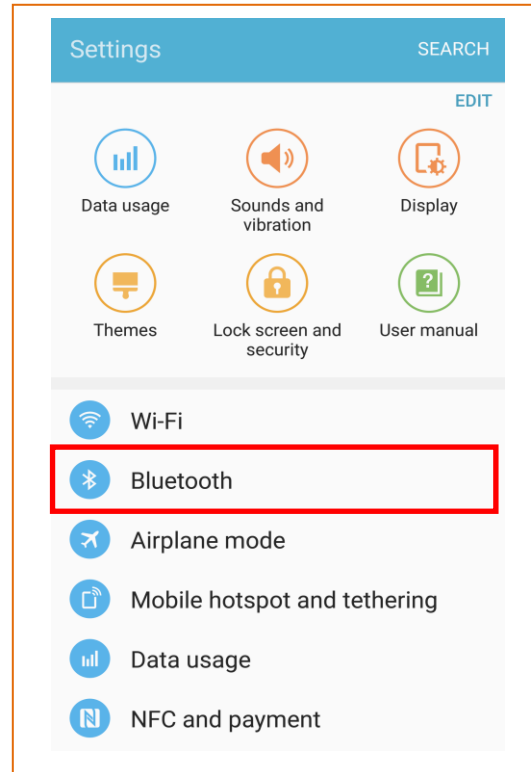 Settings
SEARCH
EDIT
Data usage
Sounds and
vibration
Display
Themes
Lock screen and
security
User manual
Wi-Fi
Bluetooth
Airplane mode
Mobile hotspot and tethering
Data usage
NFC and payment